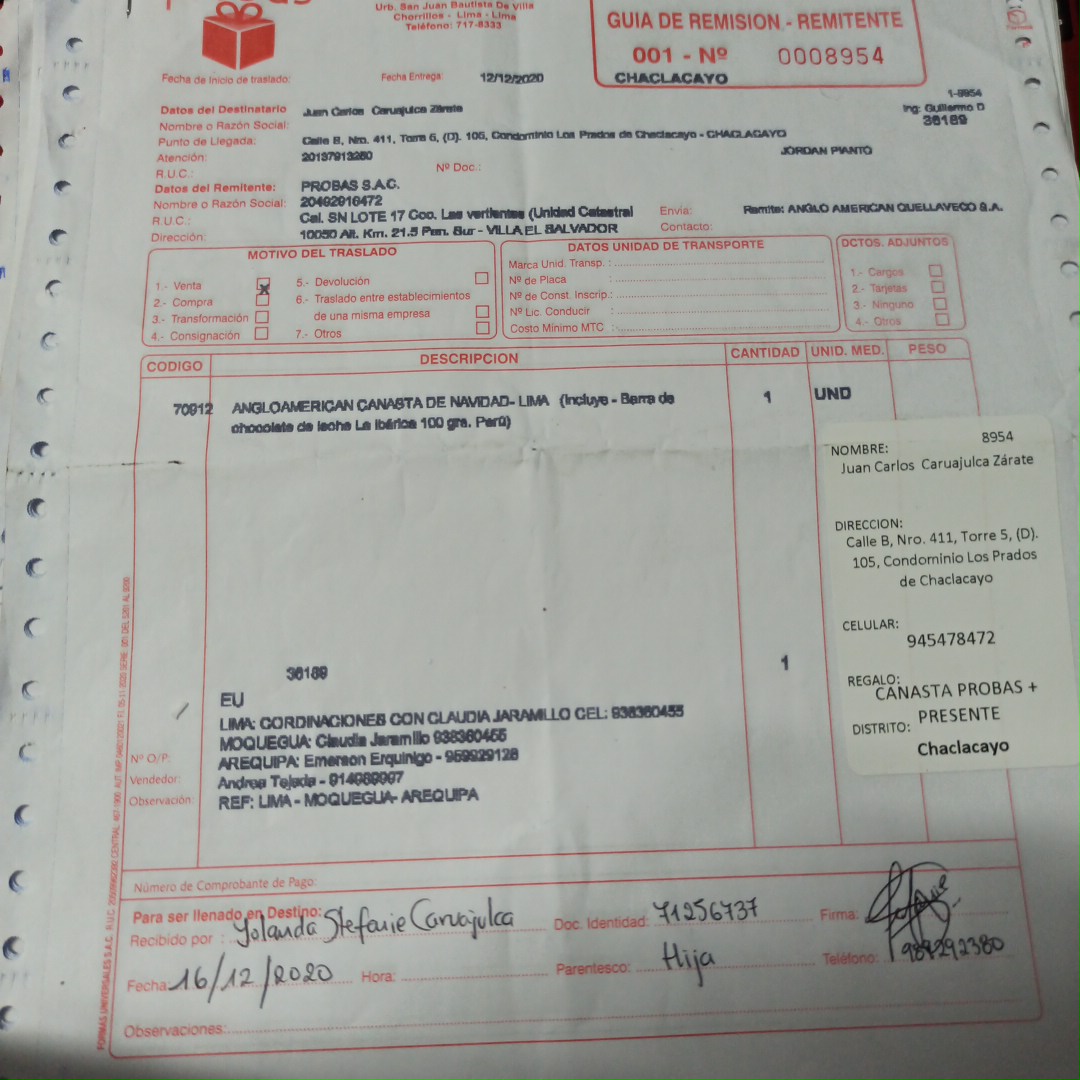 Urb. San Juan Bautista De Villa
Chorrillos - Lima - Lima
Teléfono: 717-8333
GUIA DE REMISION - REMITENTE
001 - Nº 0008954
CHACLACAYO
Fecha de Inicio de traslado:
Fecha Entrega: 12/12/2020
1-8954
Ing: Guillermo D
36189
Datos del Destinatario
Nombre o Razón Social: Juan Carlos Caruajulca Zárate
Punto de Llegada: Calle B, Nro. 411, Torre 5, (D). 105, Condominio Los Prados de Chaclacayo - CHACLACAYO
Atención: JORDAN PIANTO
R.U.C.: 20137913250 Nº Doc.:
Datos del Remitente:
Nombre o Razón Social: PROBAS S.A.C.
R.U.C.: 20492916472
Dirección: Cal. SN LOTE 17 Coo. Las vertientes (Unidad Catastral
10050 Alt. Km. 21.5 Pan. Sur - VILLA EL SALVADOR
Envia: Remite: ANGLO AMERICAN QUELLAVECO S.A.
Contacto:
MOTIVO DEL TRASLADO
1.- Venta X
2.- Compra
3.- Transformación
4.- Consignación
5.- Devolución
6.- Traslado entre establecimientos
de una misma empresa
7.- Otros
DATOS UNIDAD DE TRANSPORTE
Marca Unid. Transp. :
Nº de Placa :
Nº de Const. Inscrip.:
Nº Lic. Conducir :
Costo Mínimo MTC :
DCTOS. ADJUNTOS
1.- Cargos
2.- Tarjetas
3.- Ninguno
4.- Otros
CODIGO DESCRIPCION CANTIDAD UNID. MED. PESO
70912 ANGLOAMERICAN CANASTA DE NAVIDAD- LIMA (Incluye - Barra de 1 UND
chocolate de leche La Ibérica 100 grs. Perú)
8954
NOMBRE:
Juan Carlos Caruajulca Zárate
DIRECCION:
Calle B, Nro. 411, Torre 5, (D).
105, Condominio Los Prados
de Chaclacayo
CELULAR:
945478472
REGALO:
CANASTA PROBAS +
PRESENTE
DISTRITO:
Chaclacayo
36189 1
EU
LIMA: CORDINACIONES CON CLAUDIA JARAMILLO CEL: 938360455
MOQUEGUA: Claudia Jaramillo 938360455
Nº O/P: AREQUIPA: Emerson Erquinigo - 959929128
Vendedor: Andrea Tejada - 914989997
Observación: REF: LIMA - MOQUEGUA- AREQUIPA
Número de Comprobante de Pago:
Para ser llenado en Destino:
Recibido por : Yolanda Stefanie Caruajulca Doc. Identidad: 71256737 Firma:
Fecha: 16/12/2020 Hora: Parentesco: Hija Teléfono: 987292380
Observaciones: